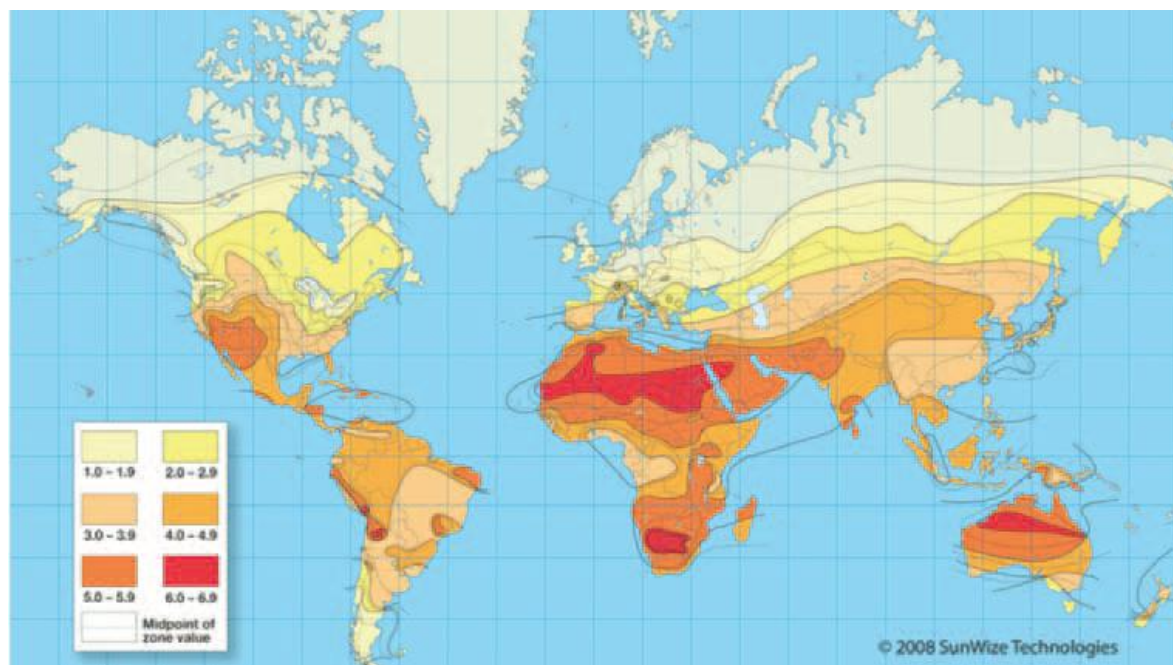 1.0 – 1.9 2.0 – 2.9
3.0 – 3.9 4.0 – 4.9
5.0 – 5.9 6.0 – 6.9
Midpoint of
zone value
© 2008 SunWize Technologies